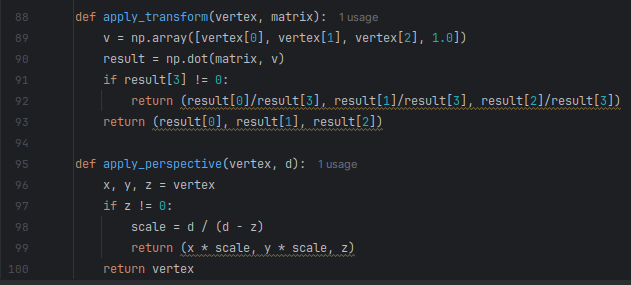 88 def apply_transform(vertex, matrix): 1 usage
89 v = np.array([vertex[0], vertex[1], vertex[2], 1.0])
90 result = np.dot(matrix, v)
91 if result[3] != 0:
92 return (result[0]/result[3], result[1]/result[3], result[2]/result[3])
93 return (result[0], result[1], result[2])
94
95 def apply_perspective(vertex, d): 1 usage
96 x, y, z = vertex
97 if z != 0:
98 scale = d / (d - z)
99 return (x * scale, y * scale, z)
100 return vertex